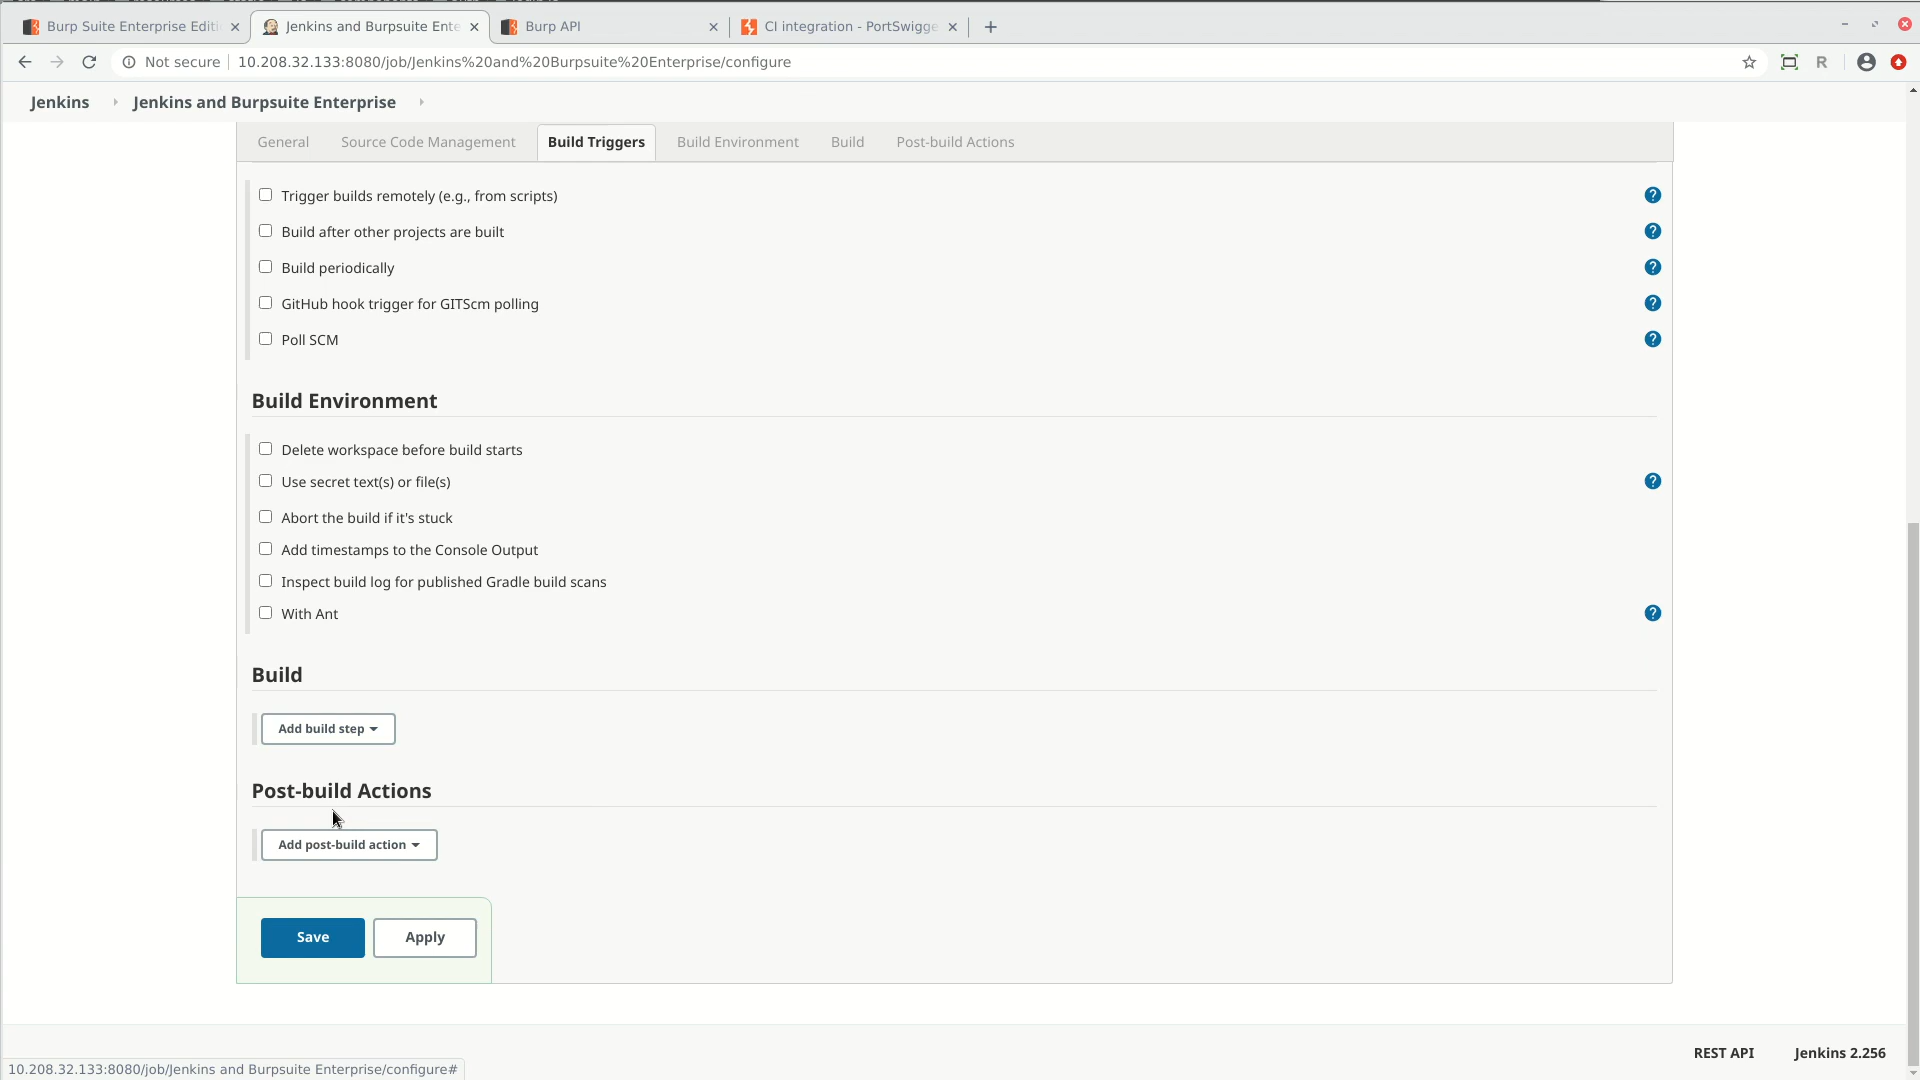 Burp Suite Enterprise Editi
Jenkins and Burpsuite Ente
Burp API
CI integration - PortSwigge
Not secure
10.208.32.133:8080/job/Jenkins%20and%20Burpsuite%20Enterprise/configure
R
Jenkins
Jenkins and Burpsuite Enterprise
General
Source Code Management
Build Triggers
Build Environment
Build
Post-build Actions
Trigger builds remotely (e.g., from scripts)
?
Build after other projects are built
?
Build periodically
?
GitHub hook trigger for GITScm polling
?
Poll SCM
?
Build Environment
Delete workspace before build starts
Use secret text(s) or file(s)
?
Abort the build if it's stuck
Add timestamps to the Console Output
Inspect build log for published Gradle build scans
With Ant
?
Build
Add build step
Post-build Actions
Add post-build action
Save
Apply
REST API
Jenkins 2.256
10.208.32.133:8080/job/Jenkins and Burpsuite Enterprise/configure#